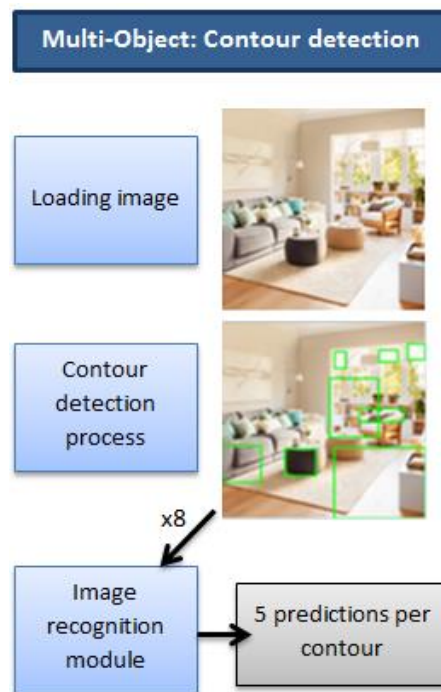 Multi-Object: Contour detection
Loading image
Contour
detection
process
x8
Image
recognition
module
5 predictions per
contour